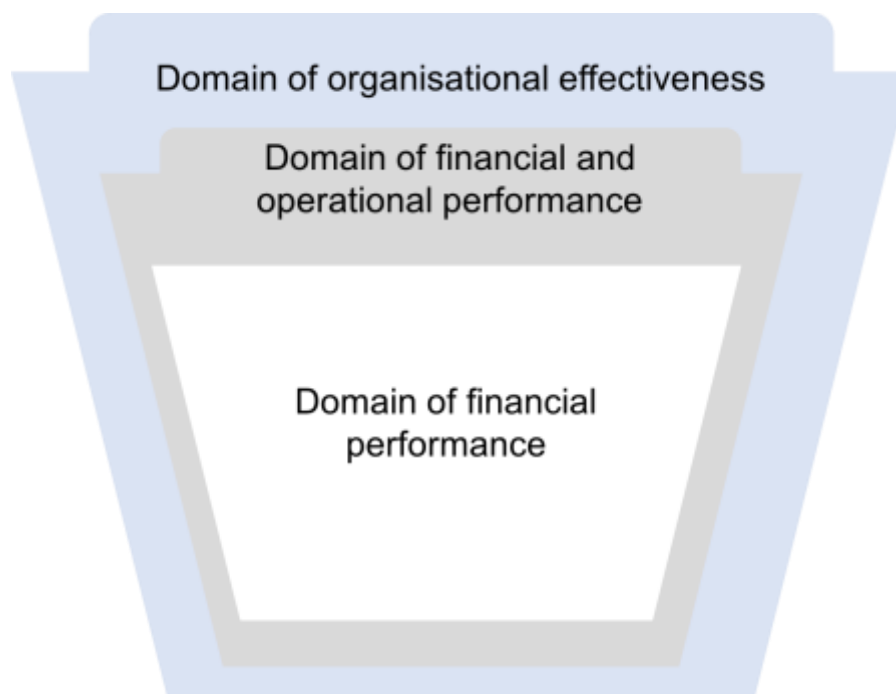 Domain of organisational effectiveness
Domain of financial and
operational performance
Domain of financial
performance